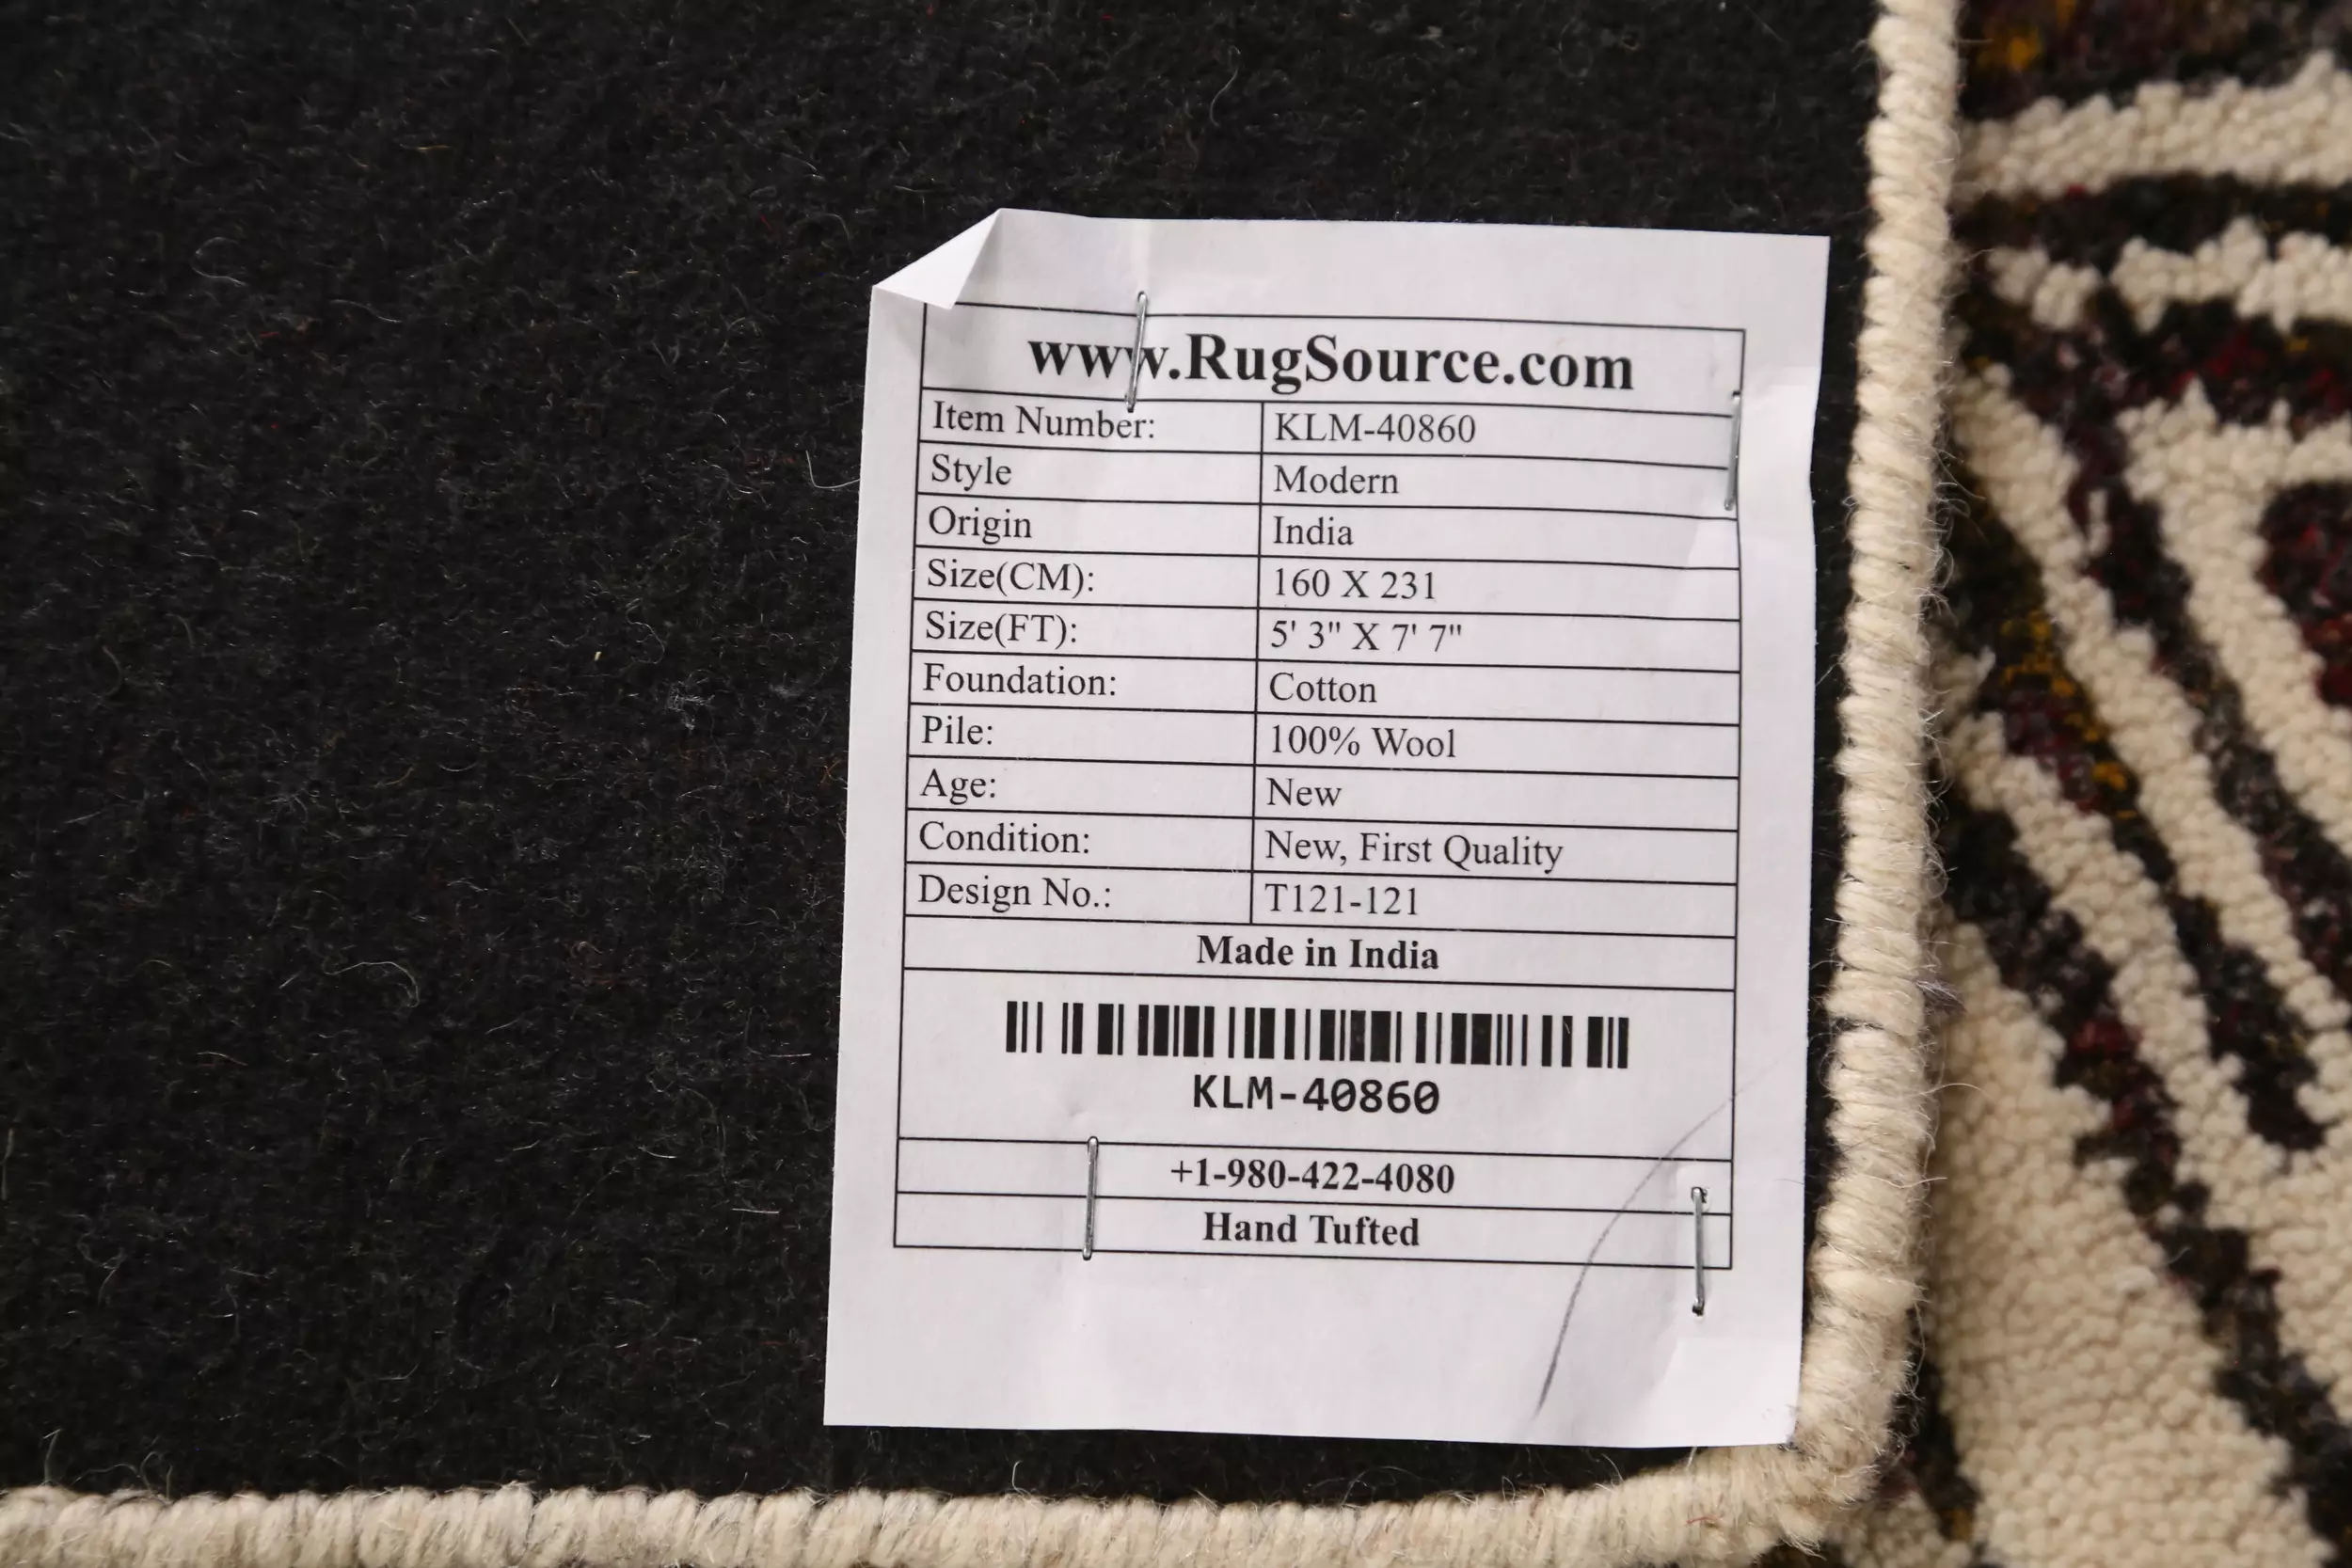 www.RugSource.com
Item Number: KLM-40860
Style Modern
Origin India
Size(CM): 160 X 231
Size(FT): 5' 3" X 7' 7"
Foundation: Cotton
Pile: 100% Wool
Age: New
Condition: New, First Quality
Design No.: T121-121
Made in India
KLM-40860
+1-980-422-4080
Hand Tufted